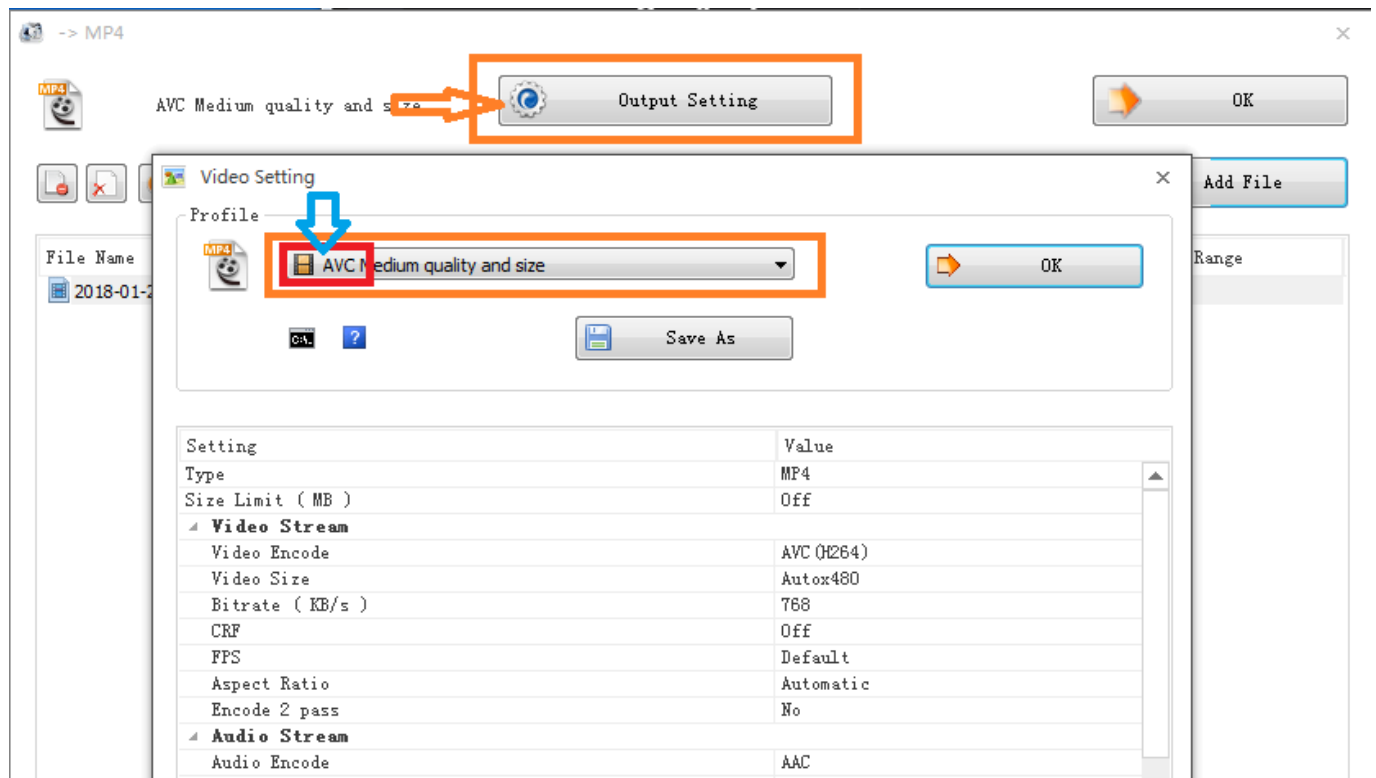 -> MP4
MP4
AVC Medium quality and size
Output Setting
OK
Video Setting
Add File
Profile
File Name
Range
MP4
AVC Medium quality and size
OK
2018-01-2
C:\.
?
Save As
Setting Value
Type MP4
Size Limit ( MB ) Off
Video Stream
Video Encode AVC(H264)
Video Size Autox480
Bitrate ( KB/s ) 768
CRF Off
FPS Default
Aspect Ratio Automatic
Encode 2 pass No
Audio Stream
Audio Encode AAC